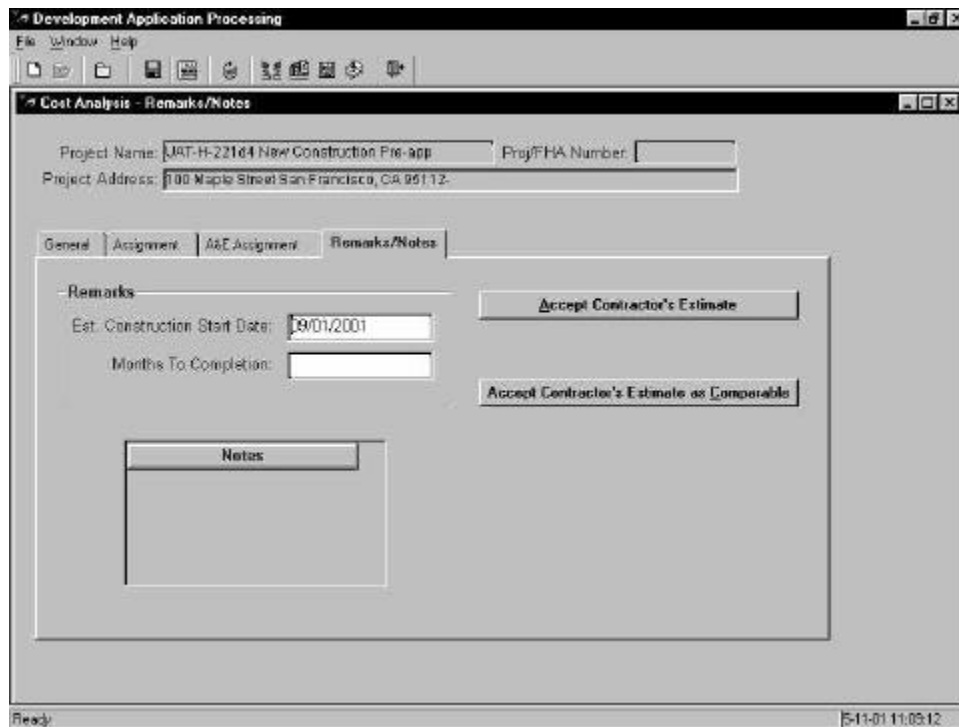 Development Application Processing
File Window Help
Cost Analysis - Remarks/Notes
Project Name: UAT-H-221d4 New Construction Pre-app Proj/FHA Number:
Project Address: 100 Maple Street San Francisco, CA 95112-
General Assignment A&E Assignment Remarks/Notes
Remarks
Accept Contractor's Estimate
Est. Construction Start Date: 09/01/2001
Months To Completion:
Accept Contractor's Estimate as Comparable
Notes
Ready 5-11-01 11:09:12